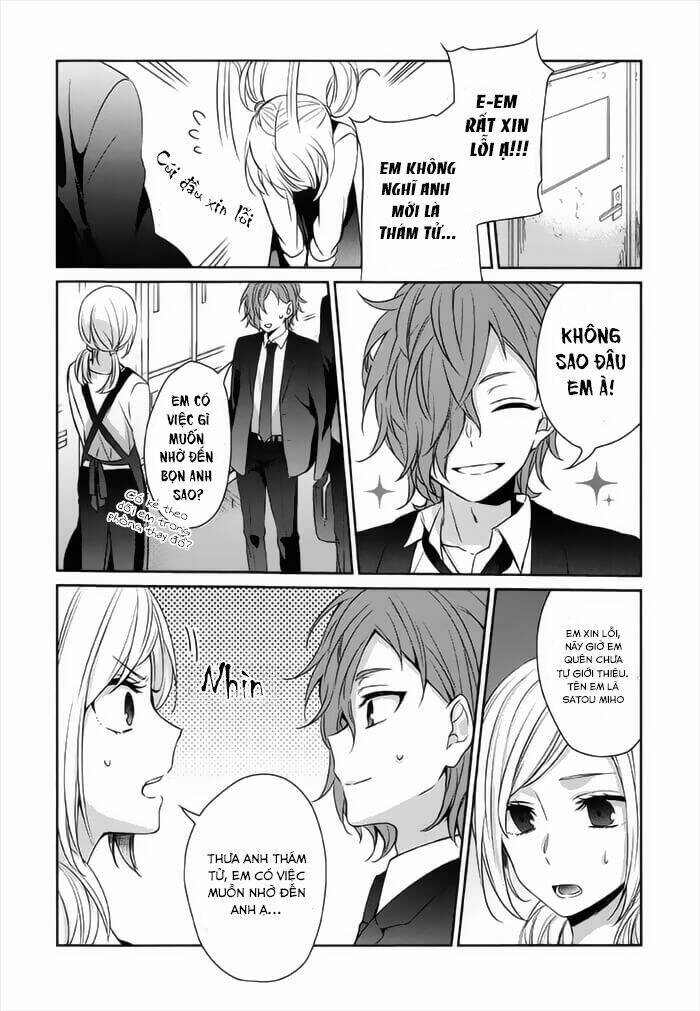 E-EM
RẤT XIN
LỖI Ạ!!!
EM KHÔNG
NGHĨ ANH
MỚI LÀ
THÁM TỬ...
Cúi đầu xin lỗi
KHÔNG
SAO ĐÂU
EM À!
EM CÓ
VIỆC GÌ
MUỐN
NHỜ ĐẾN
BỌN ANH
SAO?
Có kẻ theo
dõi em trong
phòng thay đồ?
EM XIN LỖI,
NÃY GIỜ EM
QUÊN CHƯA
TỰ GIỚI THIỆU.
TÊN EM LÀ
SATOU MIHO
Nhìn
THƯA ANH THÁM
TỬ, EM CÓ VIỆC
MUỐN NHỜ ĐẾN
ANH Ạ...